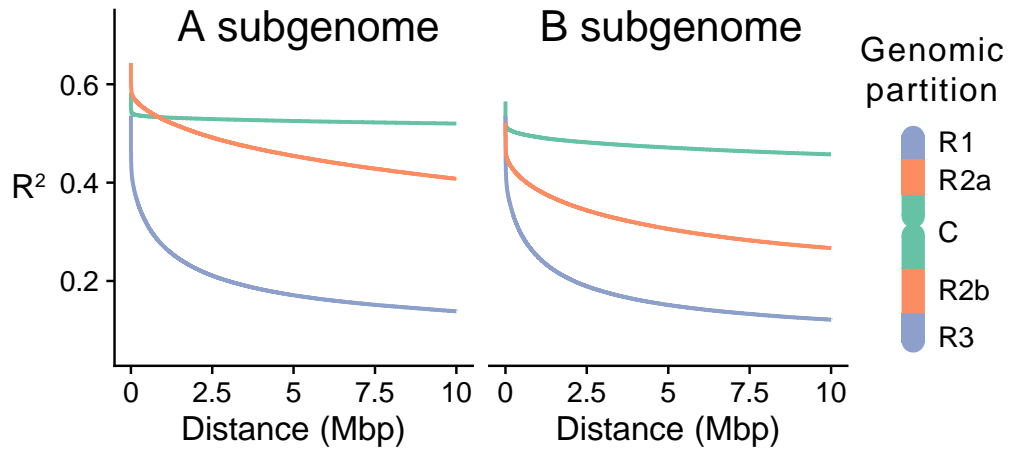 A subgenome
B subgenome
Genomic
partition
R1
R2a
C
R2b
R3
R²
0.6
0.4
0.2
0 2.5 5 7.5 10
0 2.5 5 7.5 10
Distance (Mbp)
Distance (Mbp)